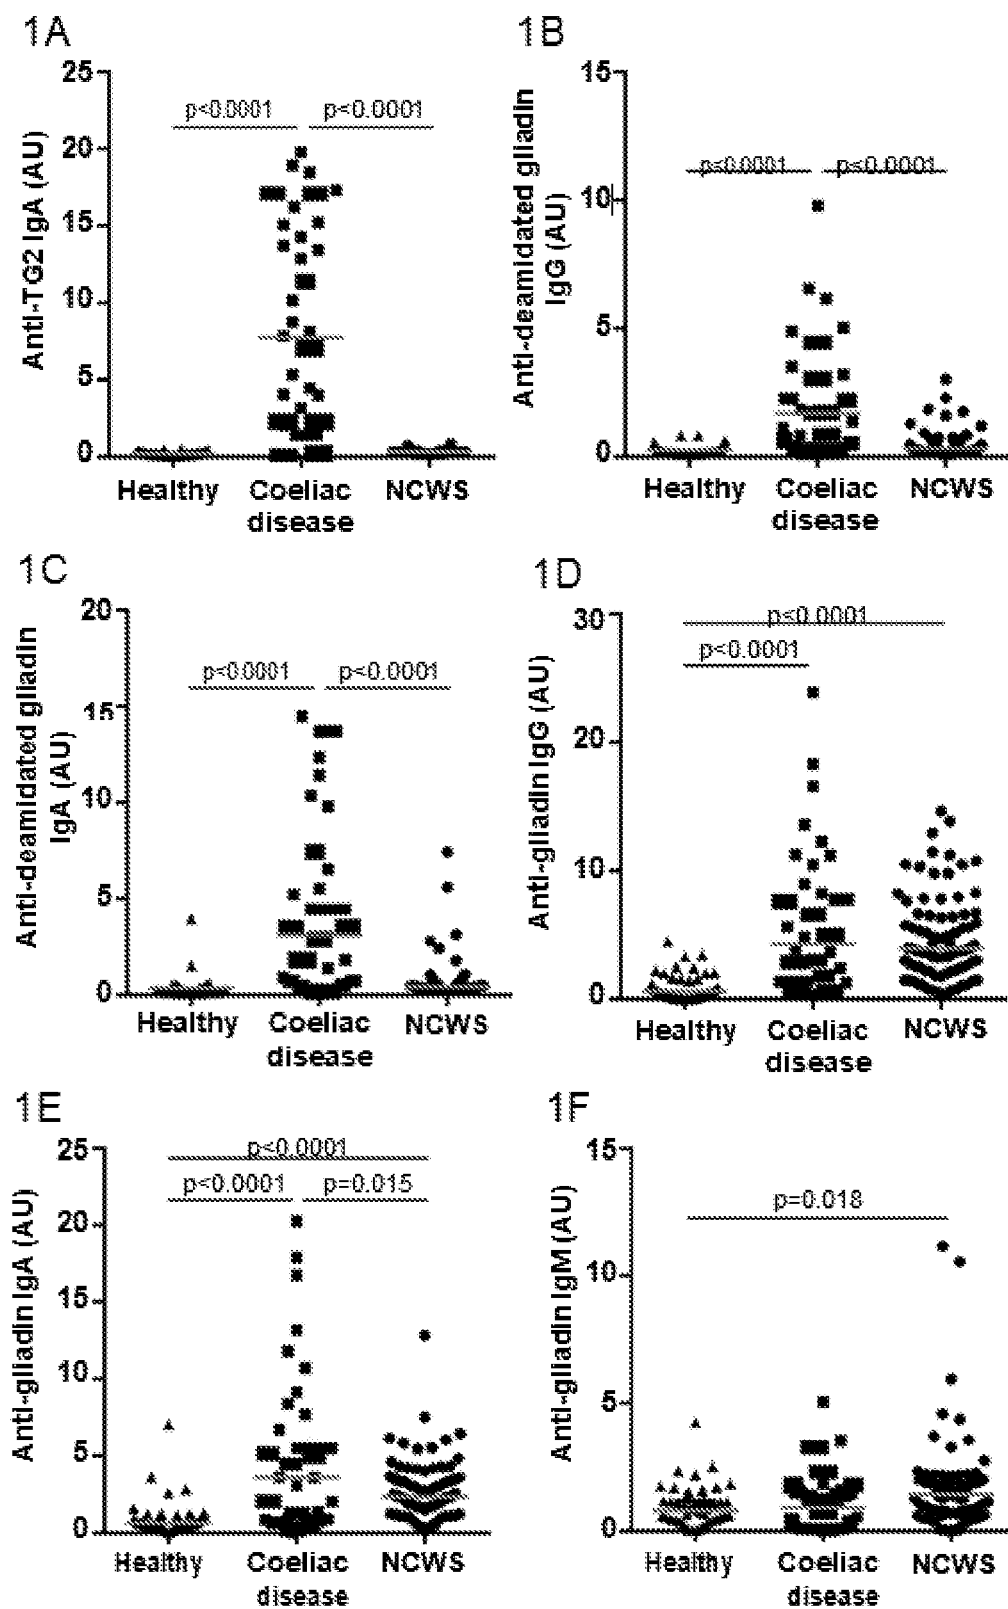 1A
Anti-TG2 IgA (AU)
25
20
15
10
5
0
p<0.0001
p<0.0001
Healthy
Coeliac
disease
NCWS
1B
Anti-deamidated gliadin
IgG (AU)
15
10
5
0
p<0.0001
p<0.0001
Healthy
Coeliac
disease
NCWS
1C
Anti-deamidated gliadin
IgA (AU)
20
15
10
5
0
p<0.0001
p<0.0001
Healthy
Coeliac
disease
NCWS
1D
Anti-gliadin IgG (AU)
30
20
10
0
p<0.0001
p<0.0001
Healthy
Coeliac
disease
NCWS
1E
Anti-gliadin IgA (AU)
25
20
15
10
5
0
p<0.0001
p<0.0001
p=0.015
Healthy
Coeliac
disease
NCWS
1F
Anti-gliadin IgM (AU)
15
10
5
0
p=0.018
Healthy
Coeliac
disease
NCWS